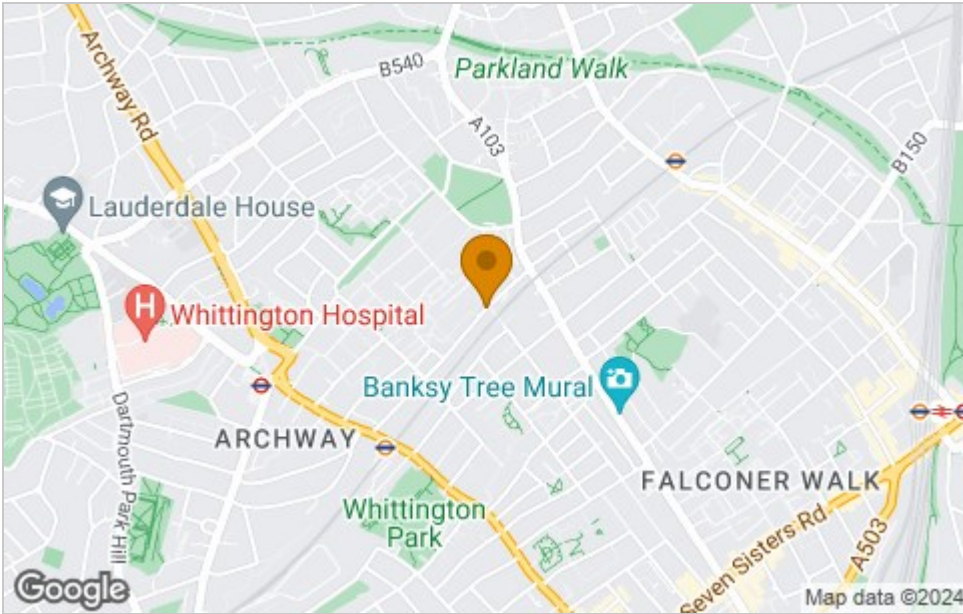 Archway Rd
B540
Parkland Walk
A103
B150
Lauderdale House
H
Whittington Hospital
Banksy Tree Mural
ARCHWAY
Dartmouth Park Hill
Whittington
Park
FALCONER WALK
Seven Sisters Rd
A503
Google
Map data ©2024